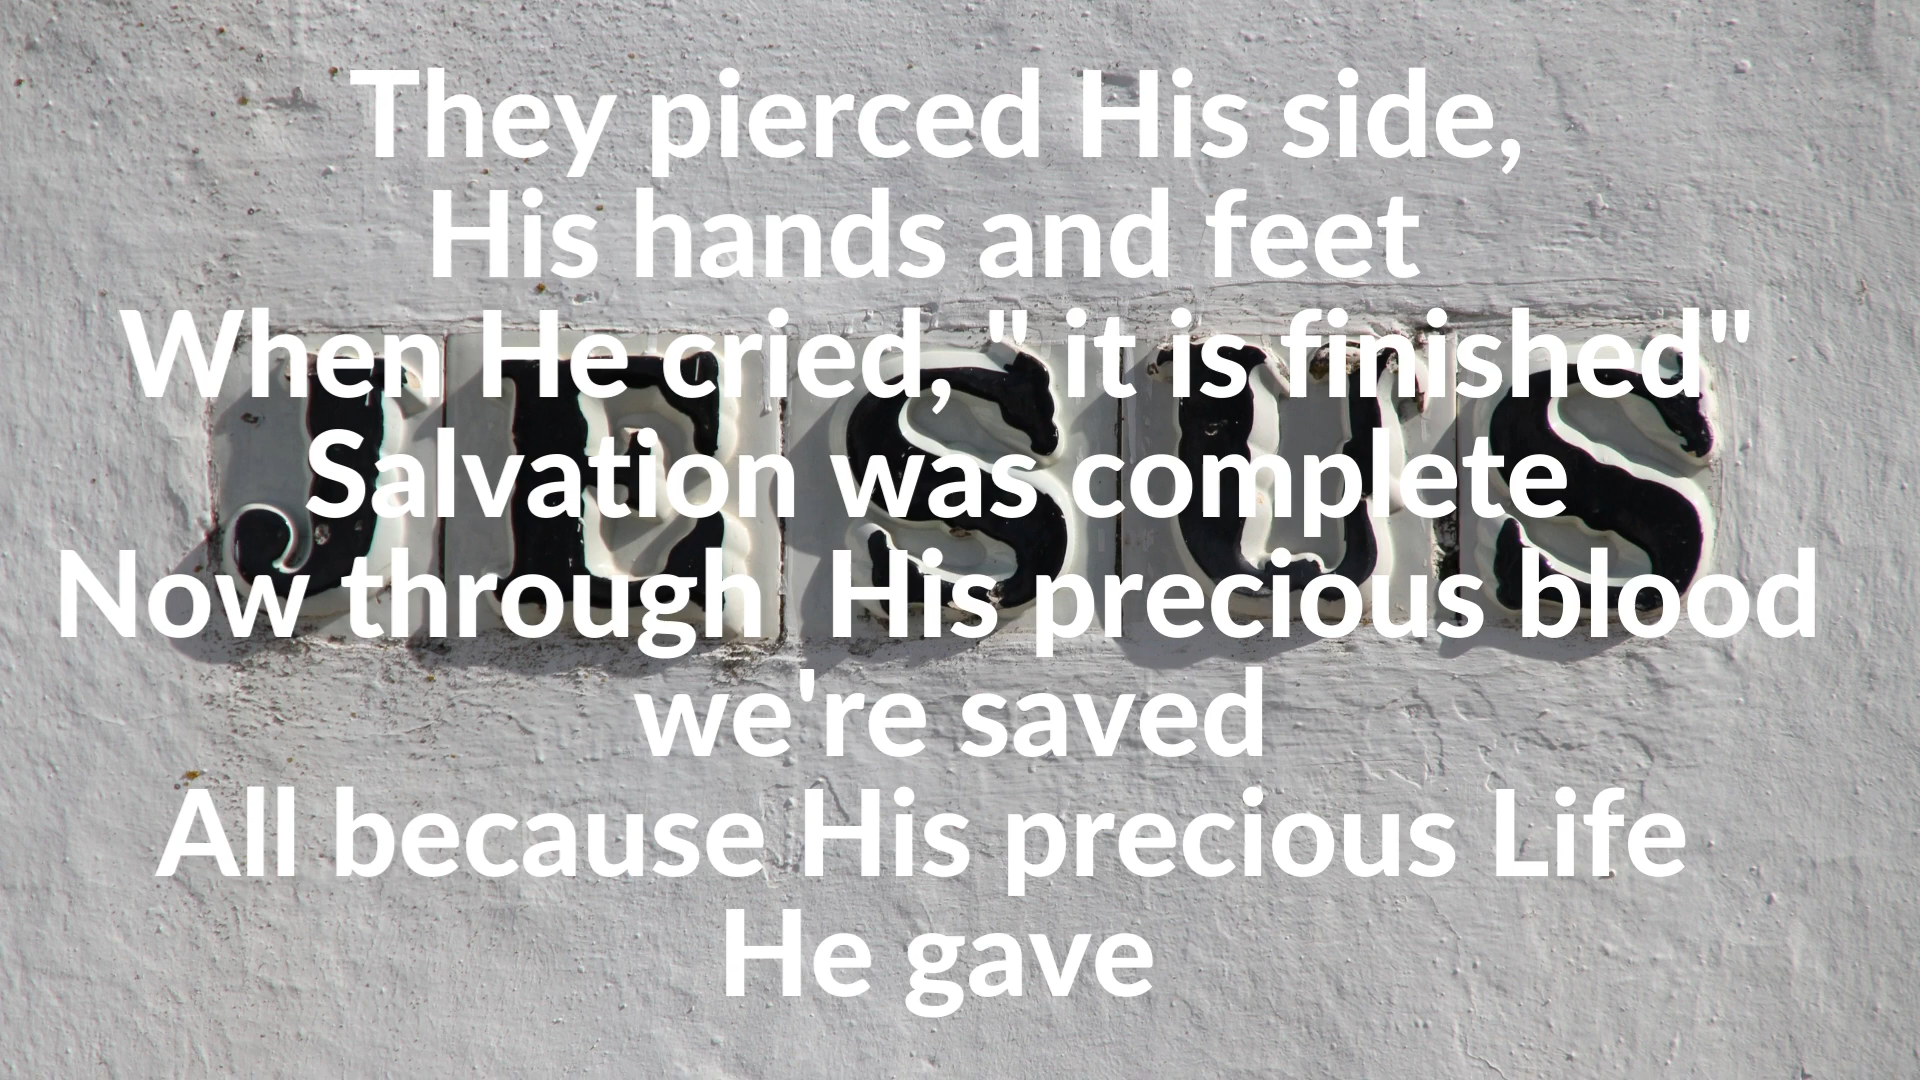 They pierced His side,
His hands and feet
When He cried," it is finished"
Salvation was complete
Now through  His precious blood
we're saved
All because His precious Life
He gave
JESUS